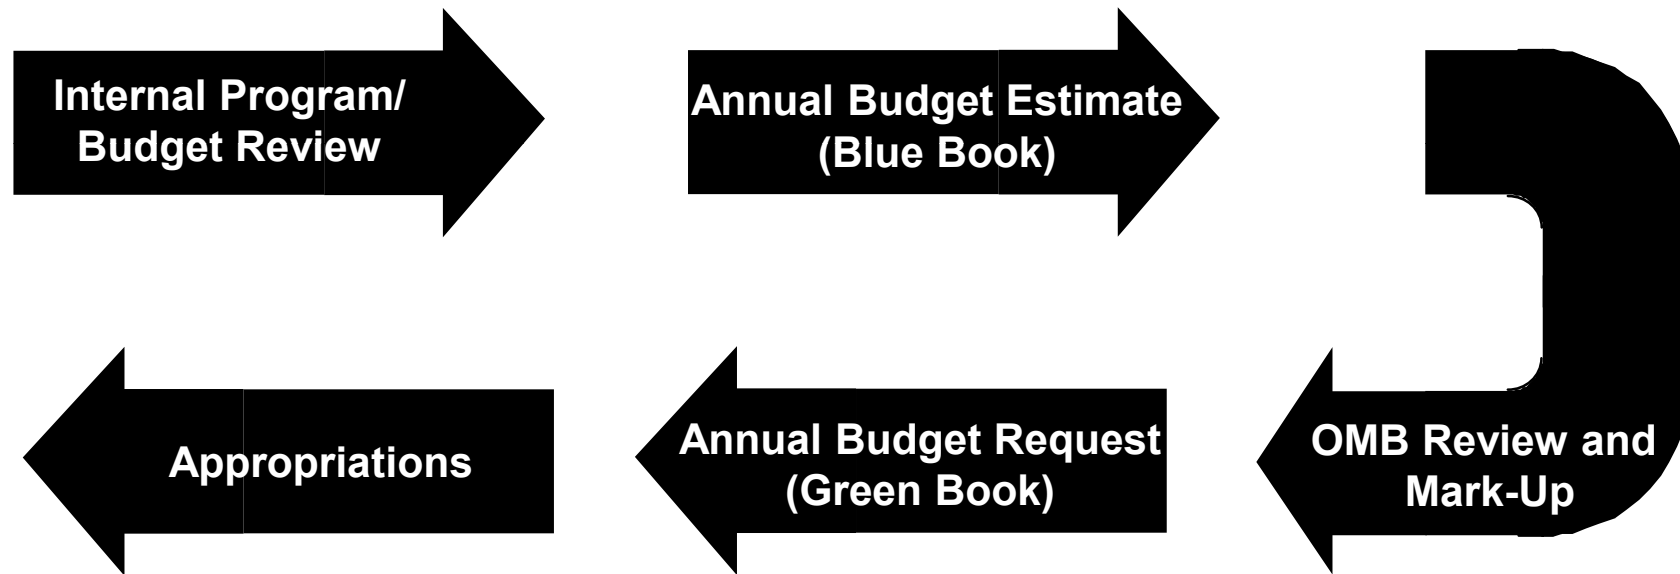 Internal Program/
Budget Review
Annual Budget Estimate
(Blue Book)
OMB Review and
Mark-Up
Annual Budget Request
(Green Book)
Appropriations